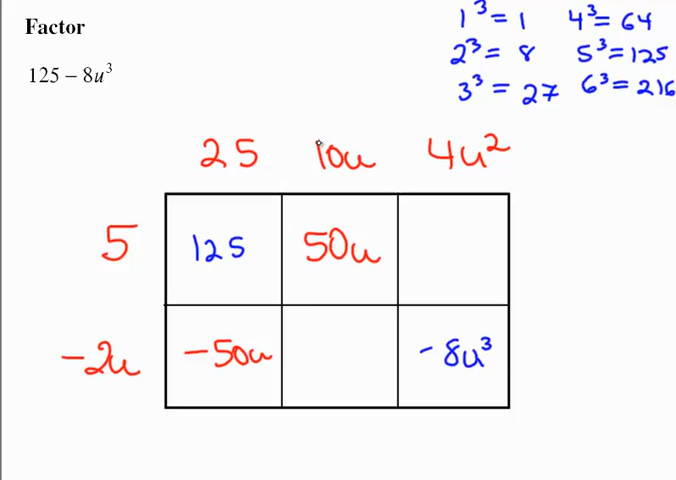 Factor
125 – 8u³
1³ = 1 4³ = 64
2³ = 8 5³ = 125
3³ = 27 6³ = 216
25 10u 4u²
5 125 50u
-2u -50u -8u³